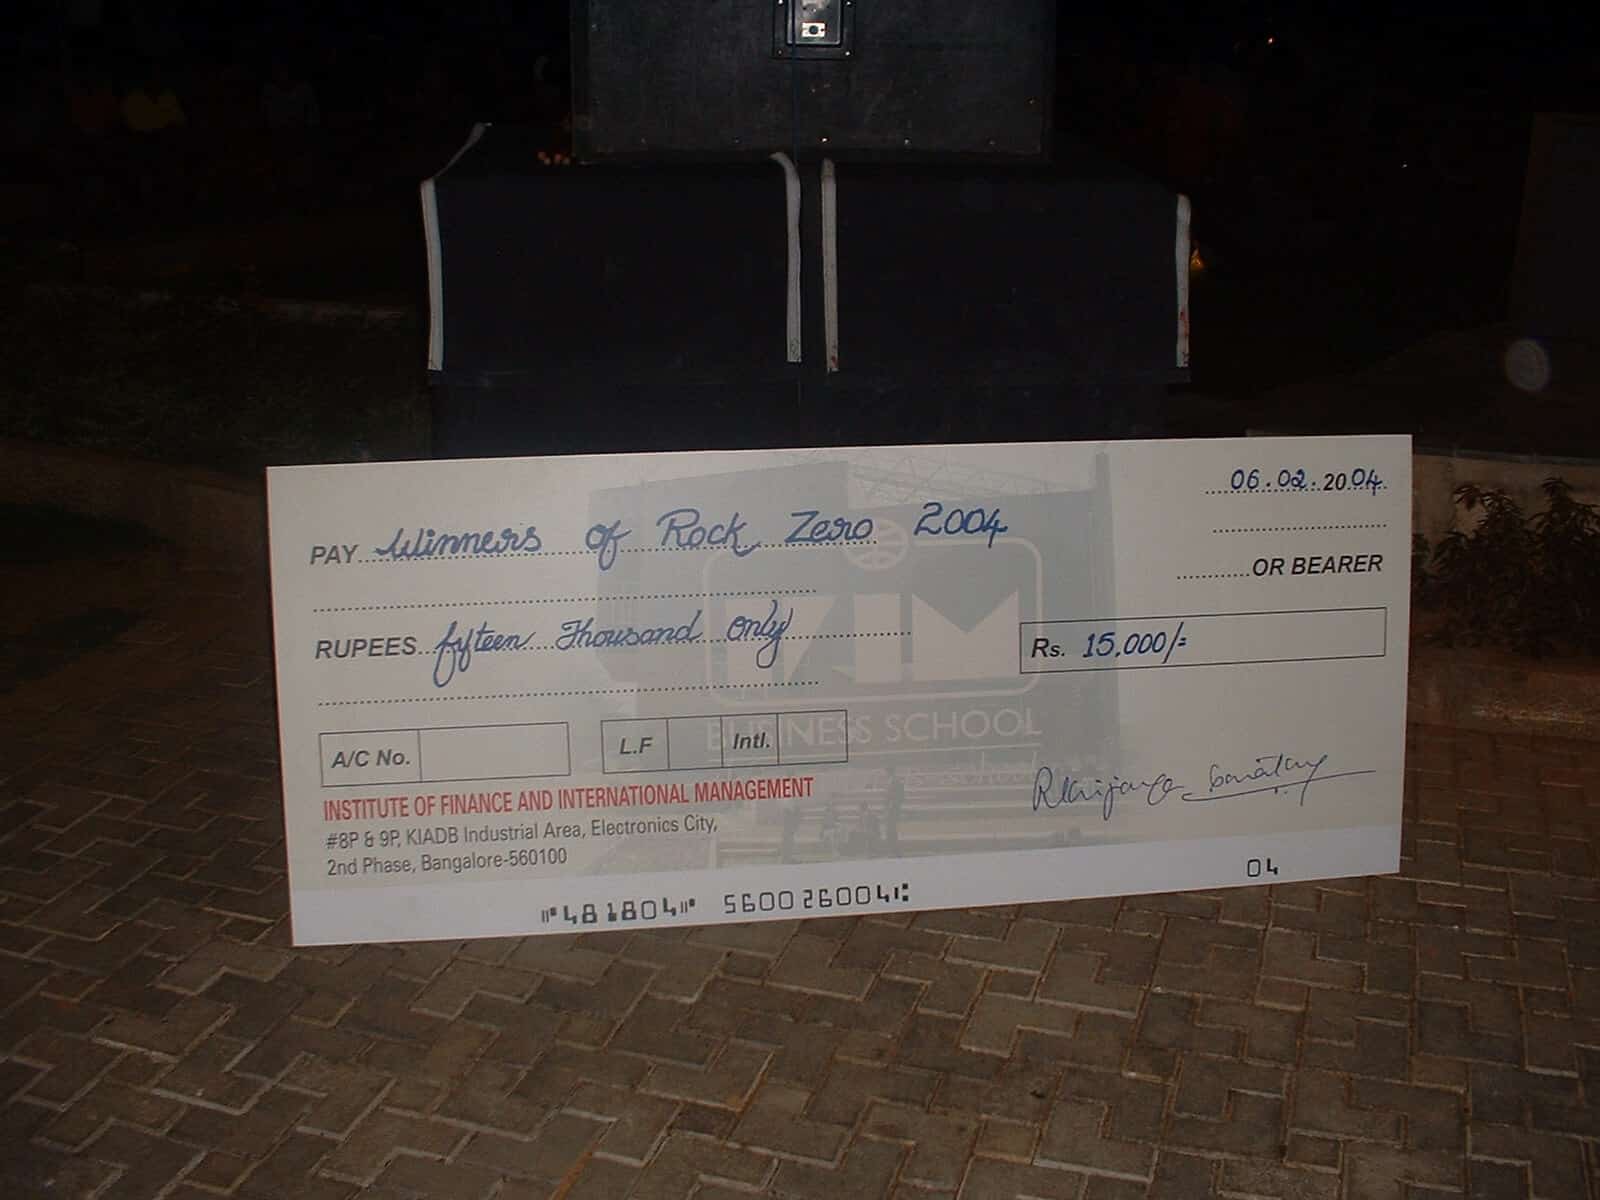 06.02.2004
PAY Winners of Rock Zero 2004
OR BEARER
RUPEES fifteen Thousand only
Rs. 15,000/=
A/C No. L.F Intl.
BUSINESS SCHOOL
INSTITUTE OF FINANCE AND INTERNATIONAL MANAGEMENT
#8P & 9P, KIADB Industrial Area, Electronics City,
2nd Phase, Bangalore-560100
481804 560026004
04